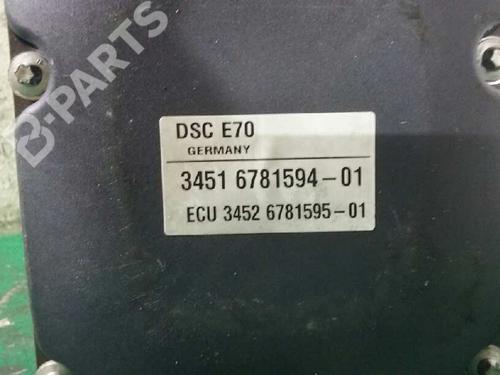 B-PARTS
DSC E70
GERMANY
3451 6781594-01
ECU 3452 6781595-01